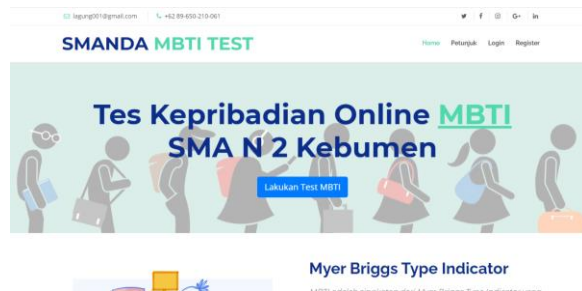 lagung001@gmail.com +62 89-650-210-061
SMANDA MBTI TEST
Home Petunjuk Login Register
Tes Kepribadian Online MBTI
SMA N 2 Kebumen
Lakukan Test MBTI
Myer Briggs Type Indicator